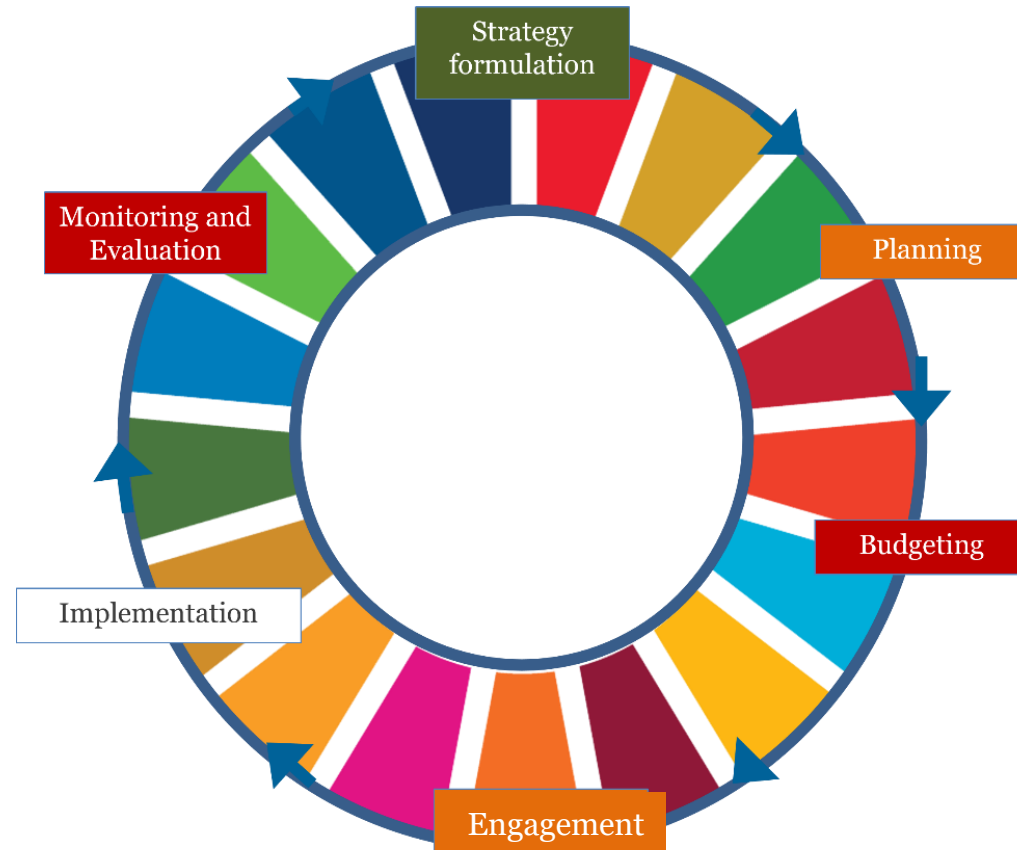 Strategy
formulation
Planning
Budgeting
Engagement
Implementation
Monitoring and
Evaluation